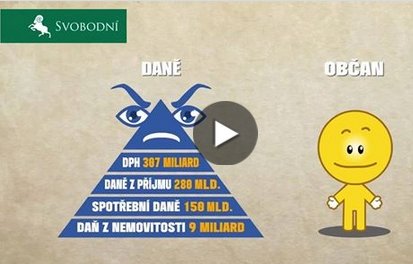 SVOBODNÍ
DANĚ
OBČAN
DPH 307 MILIARD
DANĚ Z PŘÍJMU 280 MLD.
SPOTŘEBNÍ DANĚ 150 MLD.
DAŇ Z NEMOVITOSTI 9 MILIARD